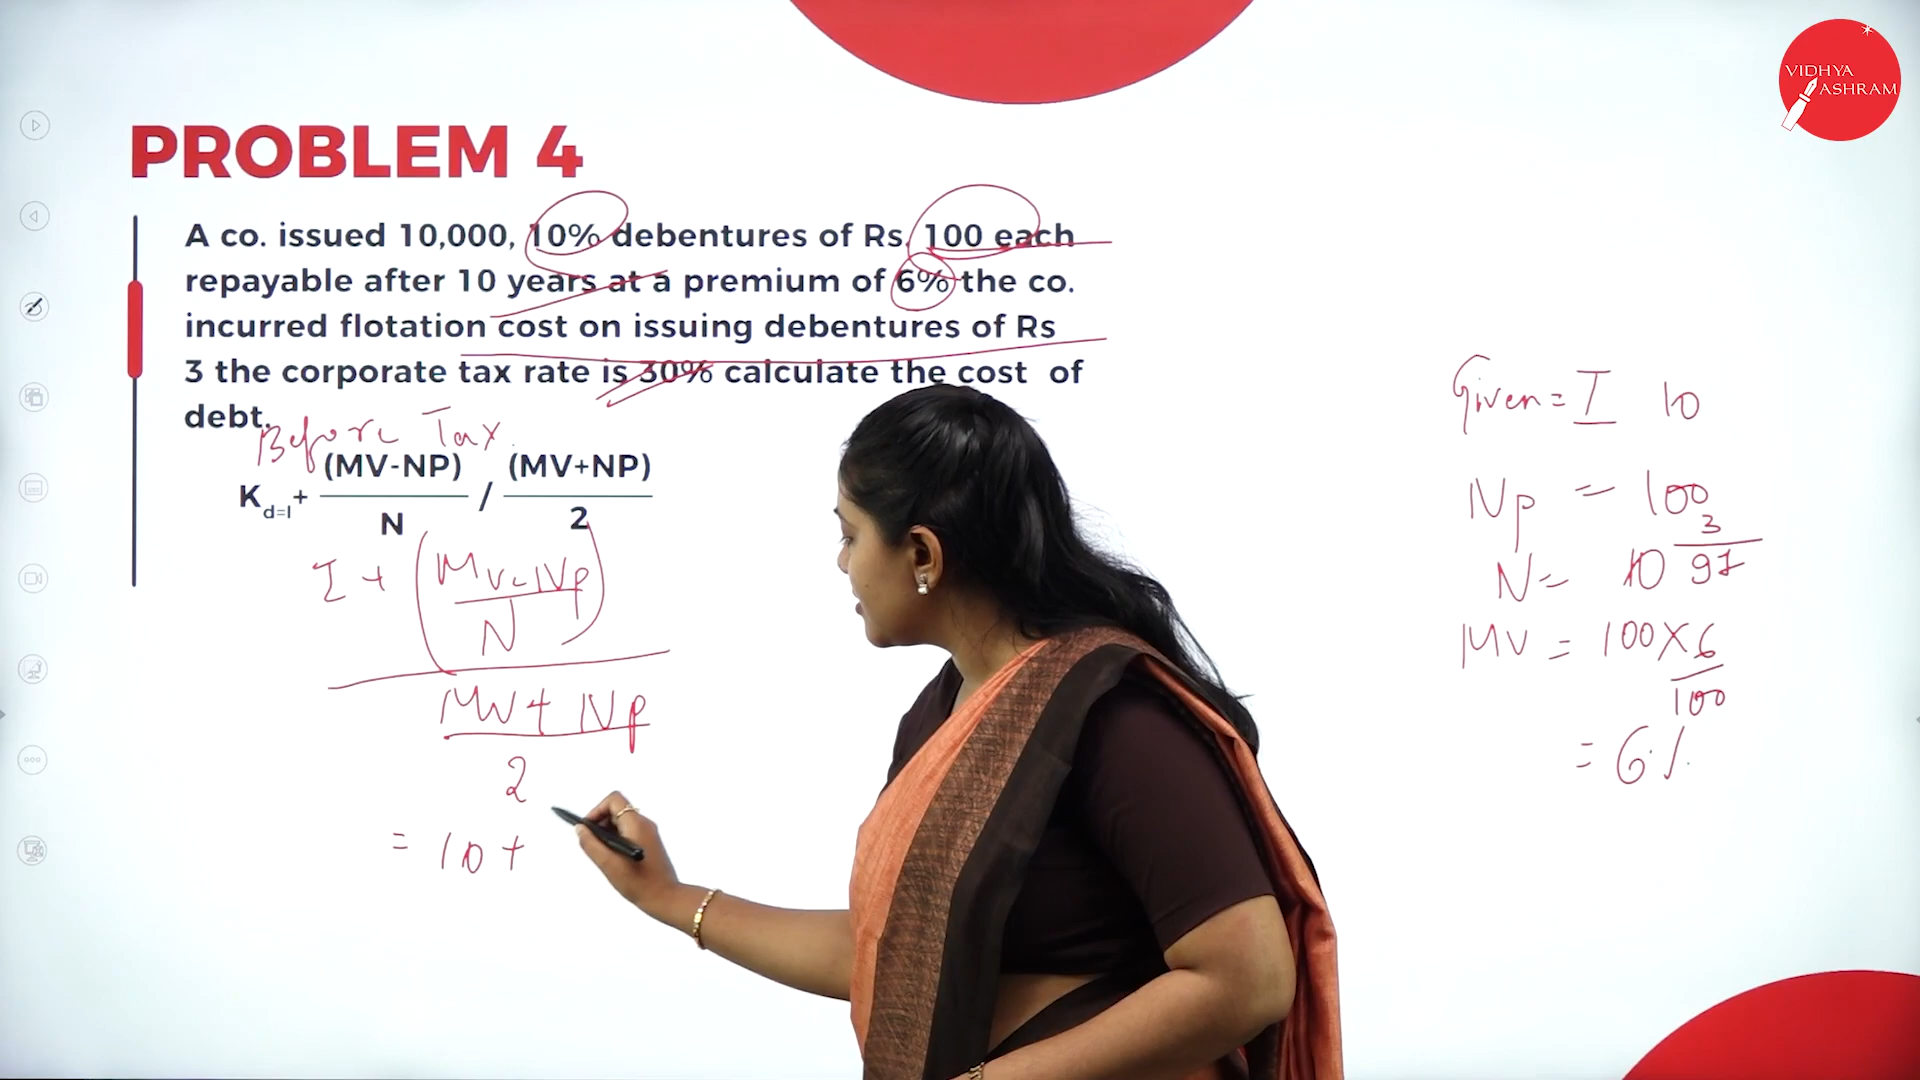 VIDHYA
ASHRAM
PROBLEM 4
A co. issued 10,000, 10% debentures of Rs. 100 each
repayable after 10 years at a premium of 6% the co.
incurred flotation cost on issuing debentures of Rs
3 the corporate tax rate is 30% calculate the cost of
debt.
Before Tax
K d=I + (MV-NP) / (MV+NP)
N 2
I + (MV-NP
N)
MV + NP
2
= 10 +
Given = I 10
NP = 100
3
N = 10 97
MV = 100 X 6
100
= 6%